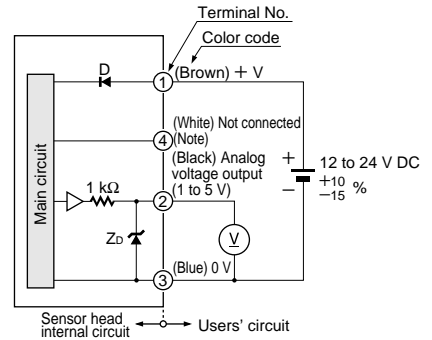 Terminal No.
Color code
D
1
(Brown) + V
4
(White) Not connected
(Note)
(Black) Analog
voltage output
(1 to 5 V)
Main circuit
1 kΩ
2
ZD
V
+
−
12 to 24 V DC
+10
−15 %
3
(Blue) 0 V
Sensor head
internal circuit
Users' circuit